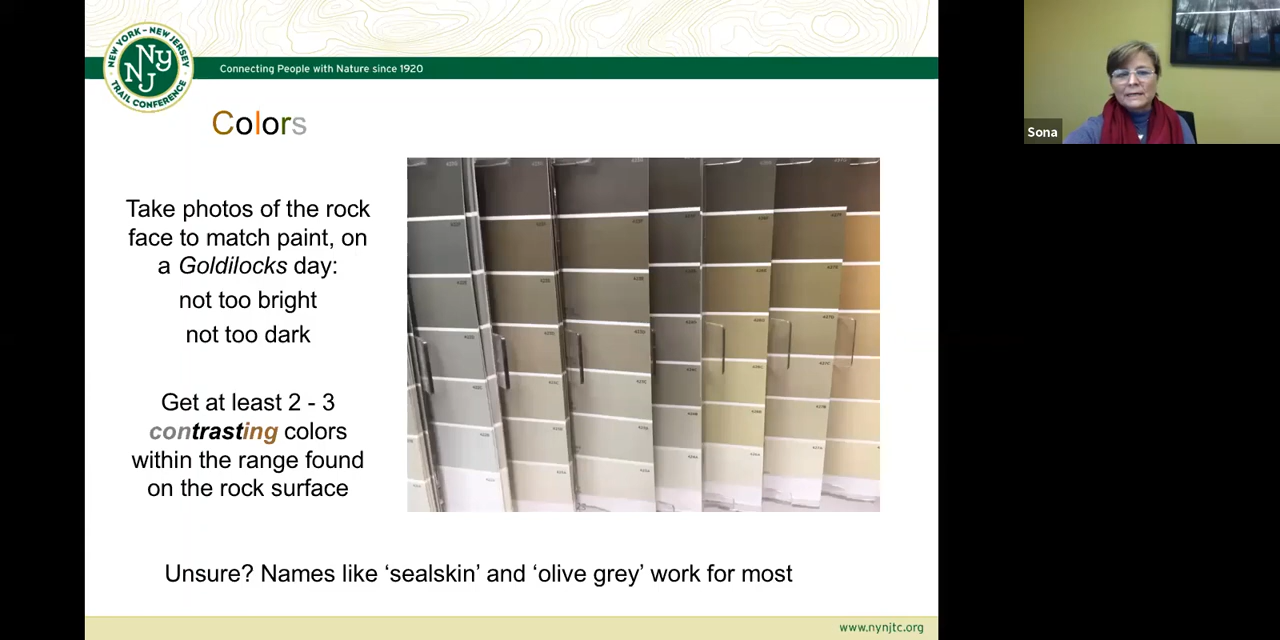 NEW YORK - NEW JERSEY
NY
NJ
TRAIL CONFERENCE
Connecting People with Nature since 1920
Sona
Colors
Take photos of the rock
face to match paint, on
a Goldilocks day:
not too bright
not too dark
Get at least 2 - 3
contrasting colors
within the range found
on the rock surface
Unsure? Names like ‘sealskin’ and ‘olive grey’ work for most
www.nynjtc.org